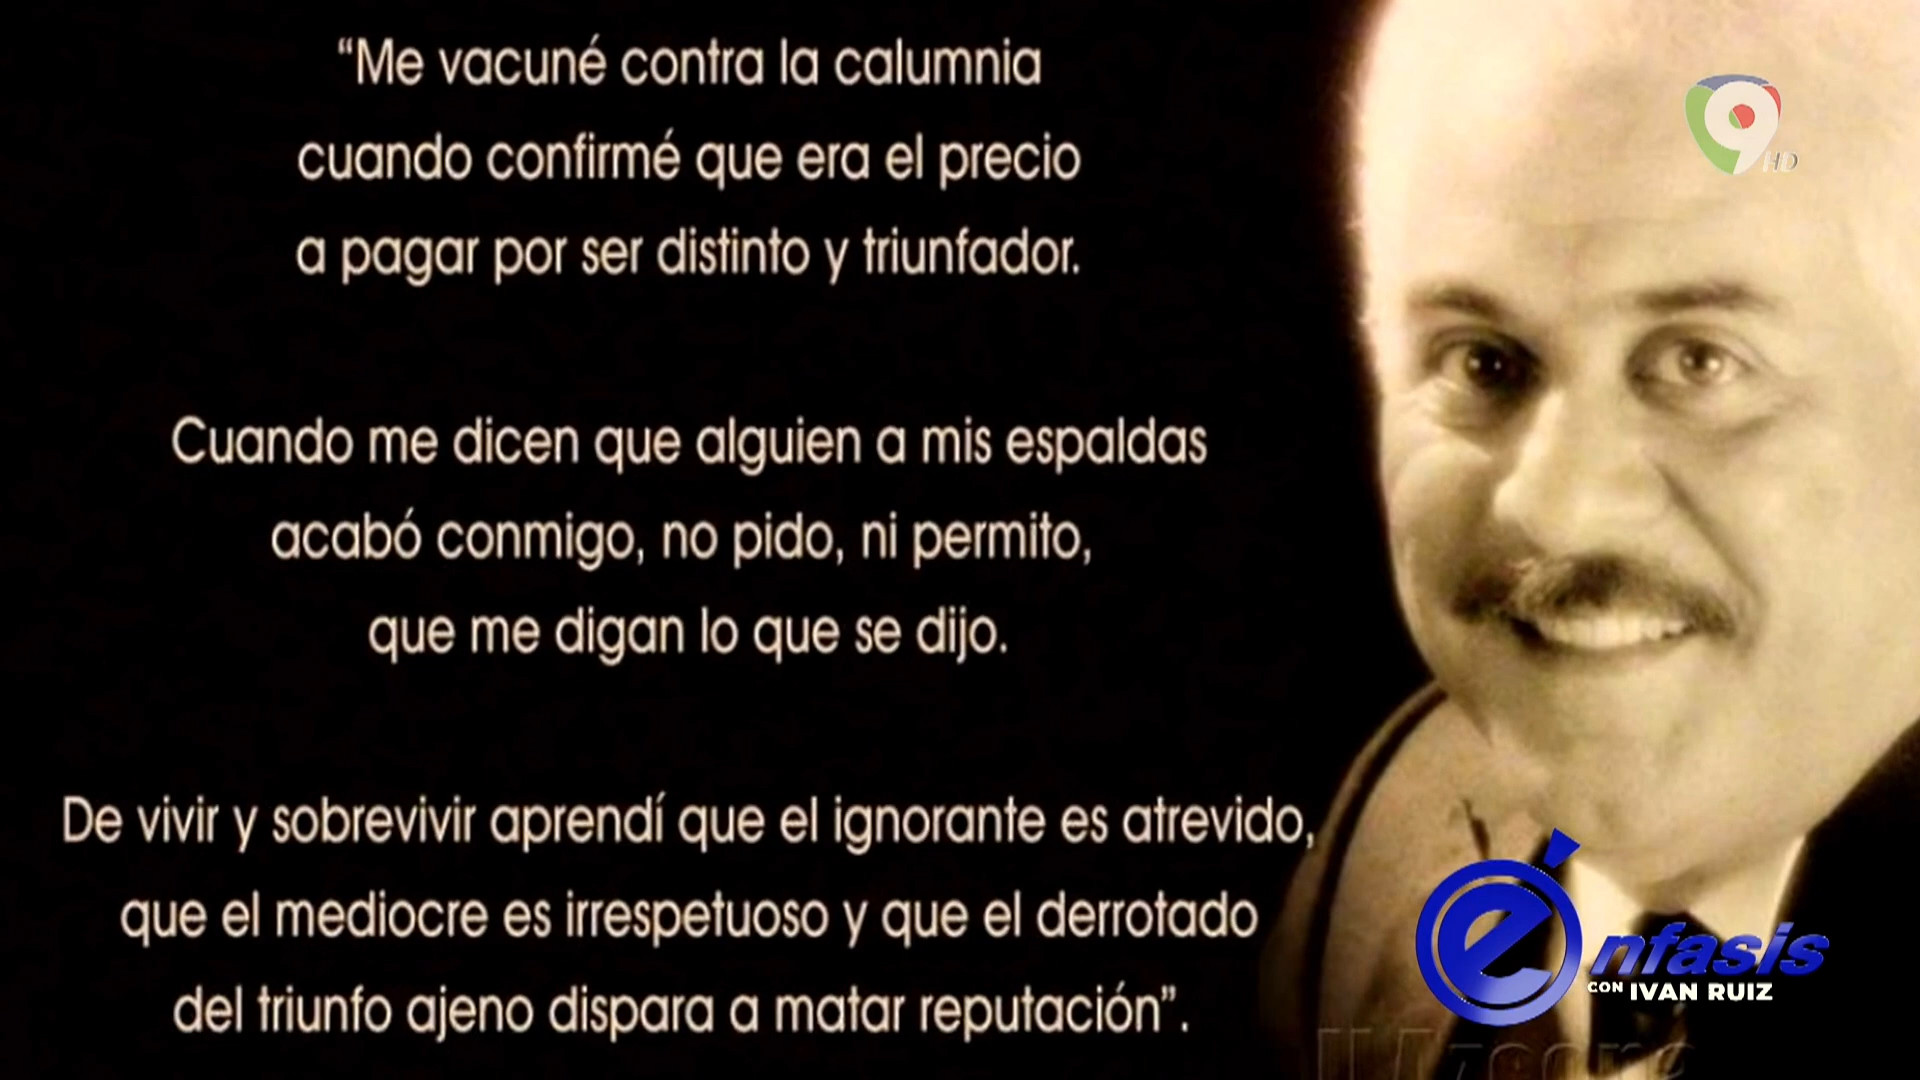 “Me vacuné contra la calumnia
cuando confirmé que era el precio
a pagar por ser distinto y triunfador.
Cuando me dicen que alguien a mis espaldas
acabó conmigo, no pido, ni permito,
que me digan lo que se dijo.
De vivir y sobrevivir aprendí que el ignorante es atrevido,
que el mediocre es irrespetuoso y que el derrotado
del triunfo ajeno dispara a matar reputación”.
9 HD
énfasis
CON IVAN RUIZ